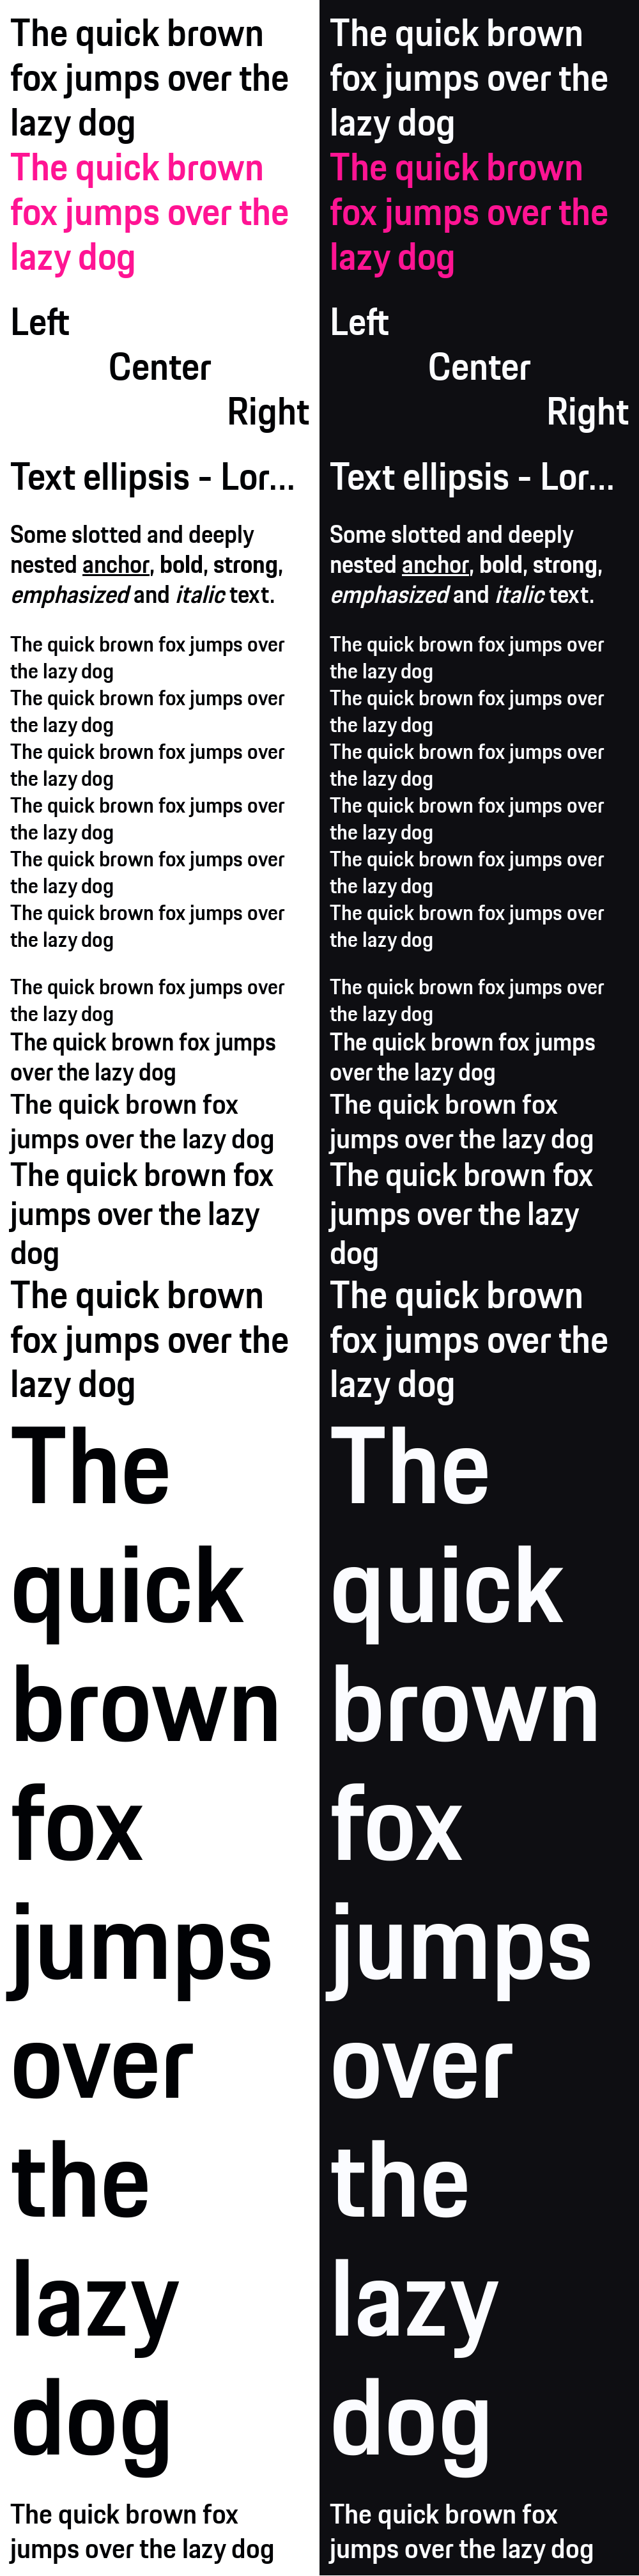 The quick brown
fox jumps over the
lazy dog
The quick brown
fox jumps over the
lazy dog
Left
Center
Right
Text ellipsis - Lor...
Some slotted and deeply
nested anchor, bold, strong,
emphasized and italic text.
The quick brown fox jumps over
the lazy dog
The quick brown fox jumps over
the lazy dog
The quick brown fox jumps over
the lazy dog
The quick brown fox jumps over
the lazy dog
The quick brown fox jumps over
the lazy dog
The quick brown fox jumps over
the lazy dog
The quick brown fox jumps over
the lazy dog
The quick brown fox jumps
over the lazy dog
The quick brown fox
jumps over the lazy dog
The quick brown fox
jumps over the lazy
dog
The quick brown
fox jumps over the
lazy dog
The
quick
brown
fox
jumps
over
the
lazy
dog
The quick brown fox
jumps over the lazy dog
The quick brown
fox jumps over the
lazy dog
The quick brown
fox jumps over the
lazy dog
Left
Center
Right
Text ellipsis - Lor...
Some slotted and deeply
nested anchor, bold, strong,
emphasized and italic text.
The quick brown fox jumps over
the lazy dog
The quick brown fox jumps over
the lazy dog
The quick brown fox jumps over
the lazy dog
The quick brown fox jumps over
the lazy dog
The quick brown fox jumps over
the lazy dog
The quick brown fox jumps over
the lazy dog
The quick brown fox jumps over
the lazy dog
The quick brown fox jumps
over the lazy dog
The quick brown fox
jumps over the lazy dog
The quick brown fox
jumps over the lazy
dog
The quick brown
fox jumps over the
lazy dog
The
quick
brown
fox
jumps
over
the
lazy
dog
The quick brown fox
jumps over the lazy dog